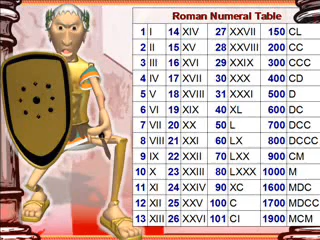 Roman Numeral Table
1 I 14 XIV 27 XXVII 150 CL
2 II 15 XV 28 XXVIII 200 CC
3 III 16 XVI 29 XXIX 300 CCC
4 IV 17 XVII 30 XXX 400 CD
5 V 18 XVIII 31 XXXI 500 D
6 VI 19 XIX 40 XL 600 DC
7 VII 20 XX 50 L 700 DCC
8 VIII 21 XXI 60 LX 800 DCCC
9 IX 22 XXII 70 LXX 900 CM
10 X 23 XXIII 80 LXXX 1000 M
11 XI 24 XXIV 90 XC 1600 MDC
12 XII 25 XXV 100 C 1700 MDCC
13 XIII 26 XXVI 101 CI 1900 MCM